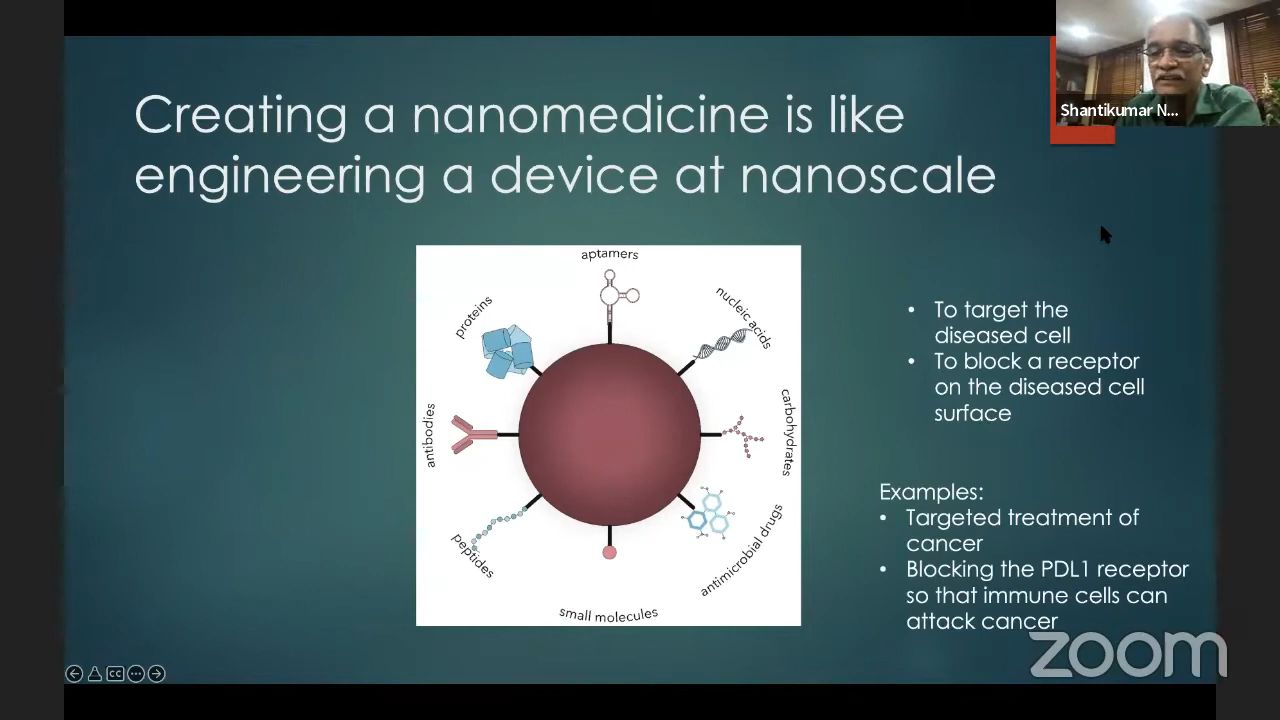 Creating a nanomedicine is like
engineering a device at nanoscale
Shantikumar N...
aptamers
proteins
nucleic acids
antibodies
carbohydrates
peptides
antimicrobial drugs
small molecules
• To target the
diseased cell
• To block a receptor
on the diseased cell
surface
Examples:
• Targeted treatment of
cancer
• Blocking the PDL1 receptor
so that immune cells can
attack cancer
zoom
CC